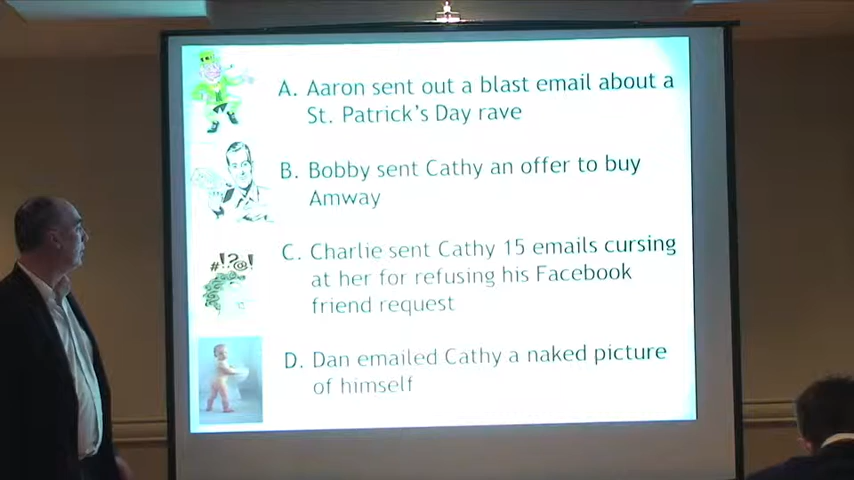 A. Aaron sent out a blast email about a
St. Patrick's Day rave
B. Bobby sent Cathy an offer to buy
Amway
#!?@!
C. Charlie sent Cathy 15 emails cursing
at her for refusing his Facebook
friend request
D. Dan emailed Cathy a naked picture
of himself